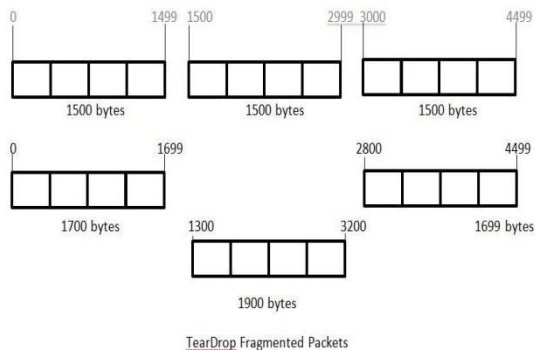 0 1499 1500 2999 3000 4499
1500 bytes 1500 bytes 1500 bytes
0 1699 2800 4499
1700 bytes 1699 bytes
1300 3200
1900 bytes
TearDrop Fragmented Packets